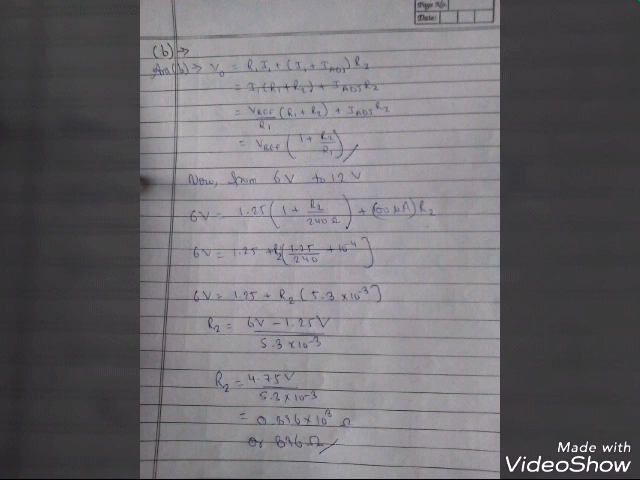 Page No.
Date:
(b) →
Ans(b) → V₀ = R₁I₁ + (I₁ + I_ADJ)R₂
= I₁(R₁+R₂) + I_ADJ R₂
= V_REF/R₁ (R₁+R₂) + I_ADJ R₂
= V_REF (1 + R₂/R₁)
Now, from 6V to 12V
6V = 1.25 (1 + R₂/240Ω) + (100 μA) R₂
6V = 1.25 + R₂[1.25/240 + 10⁻⁴]
6V = 1.25 + R₂(5.3×10⁻³]
R₂ = 6V − 1.25V / 5.3×10⁻³
R₂ = 4.75V / 5.3×10⁻³
= 0.896×10³ Ω
or 896 Ω
Made with
VideoShow